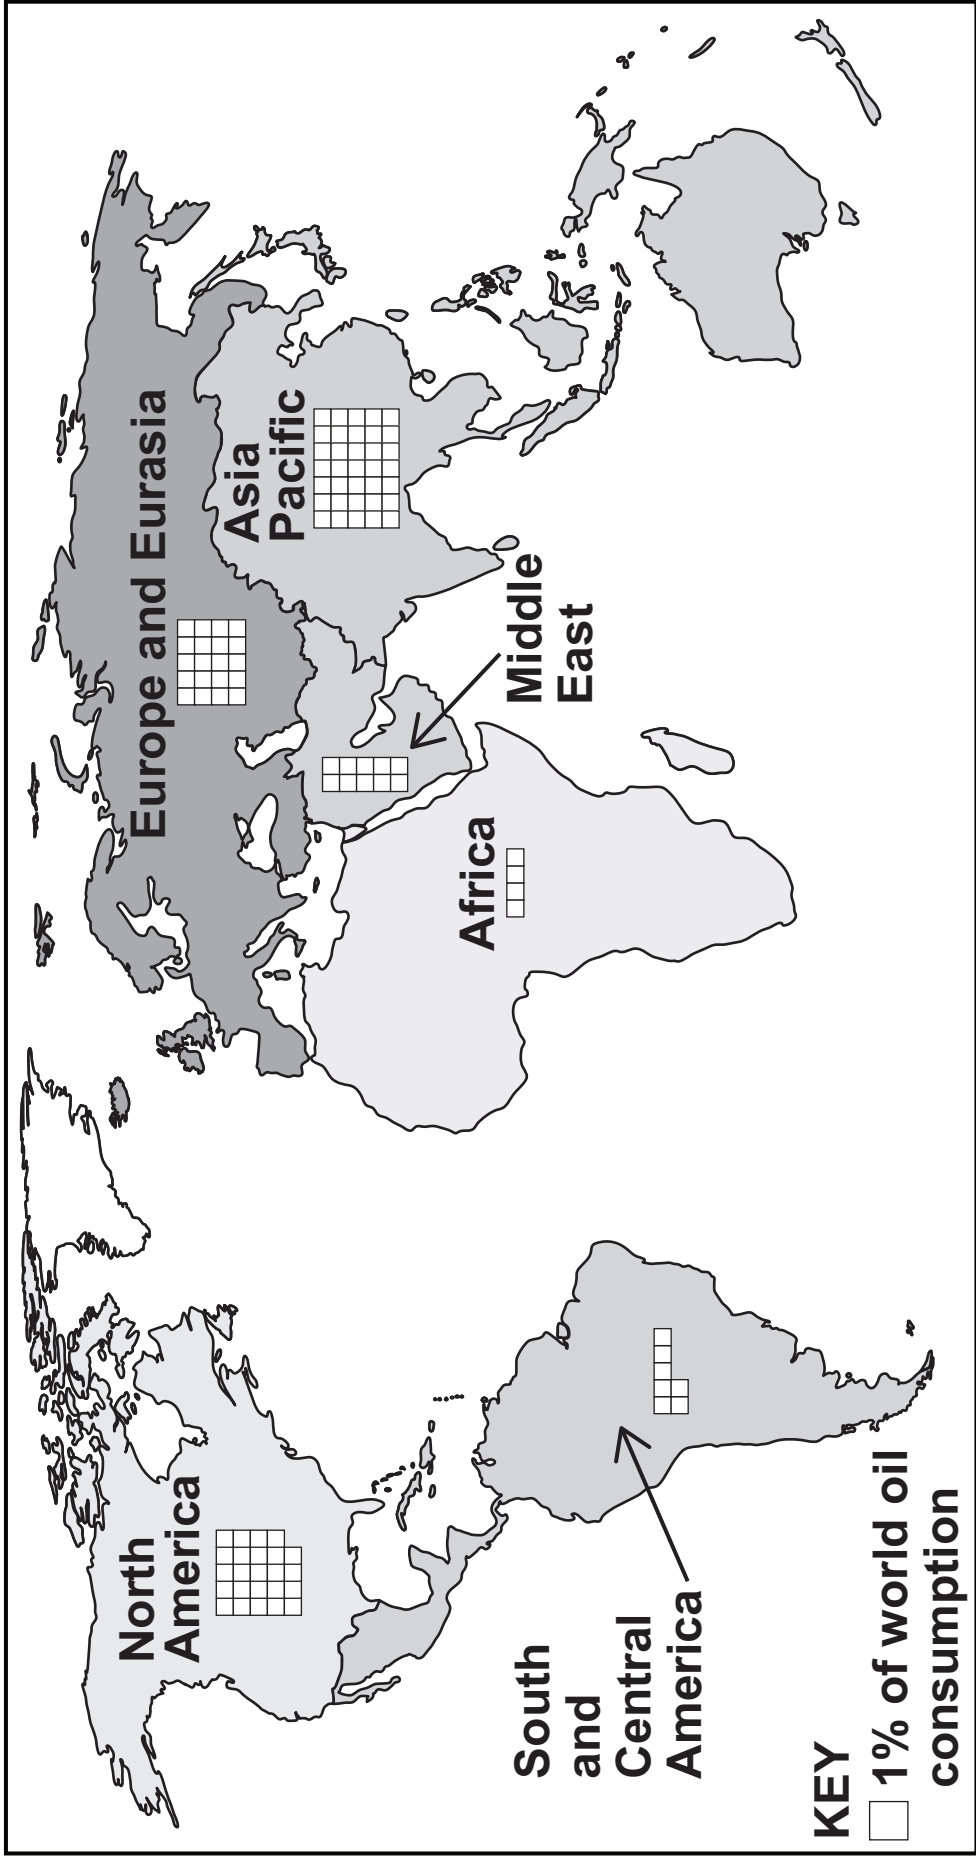 North
America
Europe and Eurasia
Asia
Pacific
Middle
East
Africa
South
and
Central
America
KEY
1% of world oil
consumption